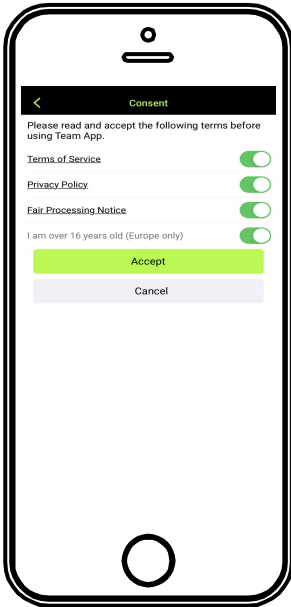 Consent
Please read and accept the following terms before
using Team App.
Terms of Service
Privacy Policy
Fair Processing Notice
I am over 16 years old (Europe only)
Accept
Cancel